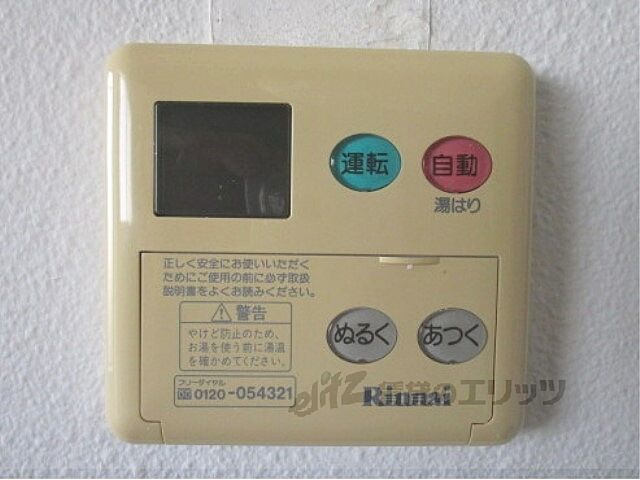 運転
自動
湯はり
正しく安全にお使いいただく
ためにご使用の前に必ず取扱
説明書をよくお読みください。
警告
やけど防止のため、
お湯を使う前に湯温
を確かめてください。
ぬるく
あつく
フリーダイヤル
0120-054321
Rinnai
elitz 賃貸のエリッツ